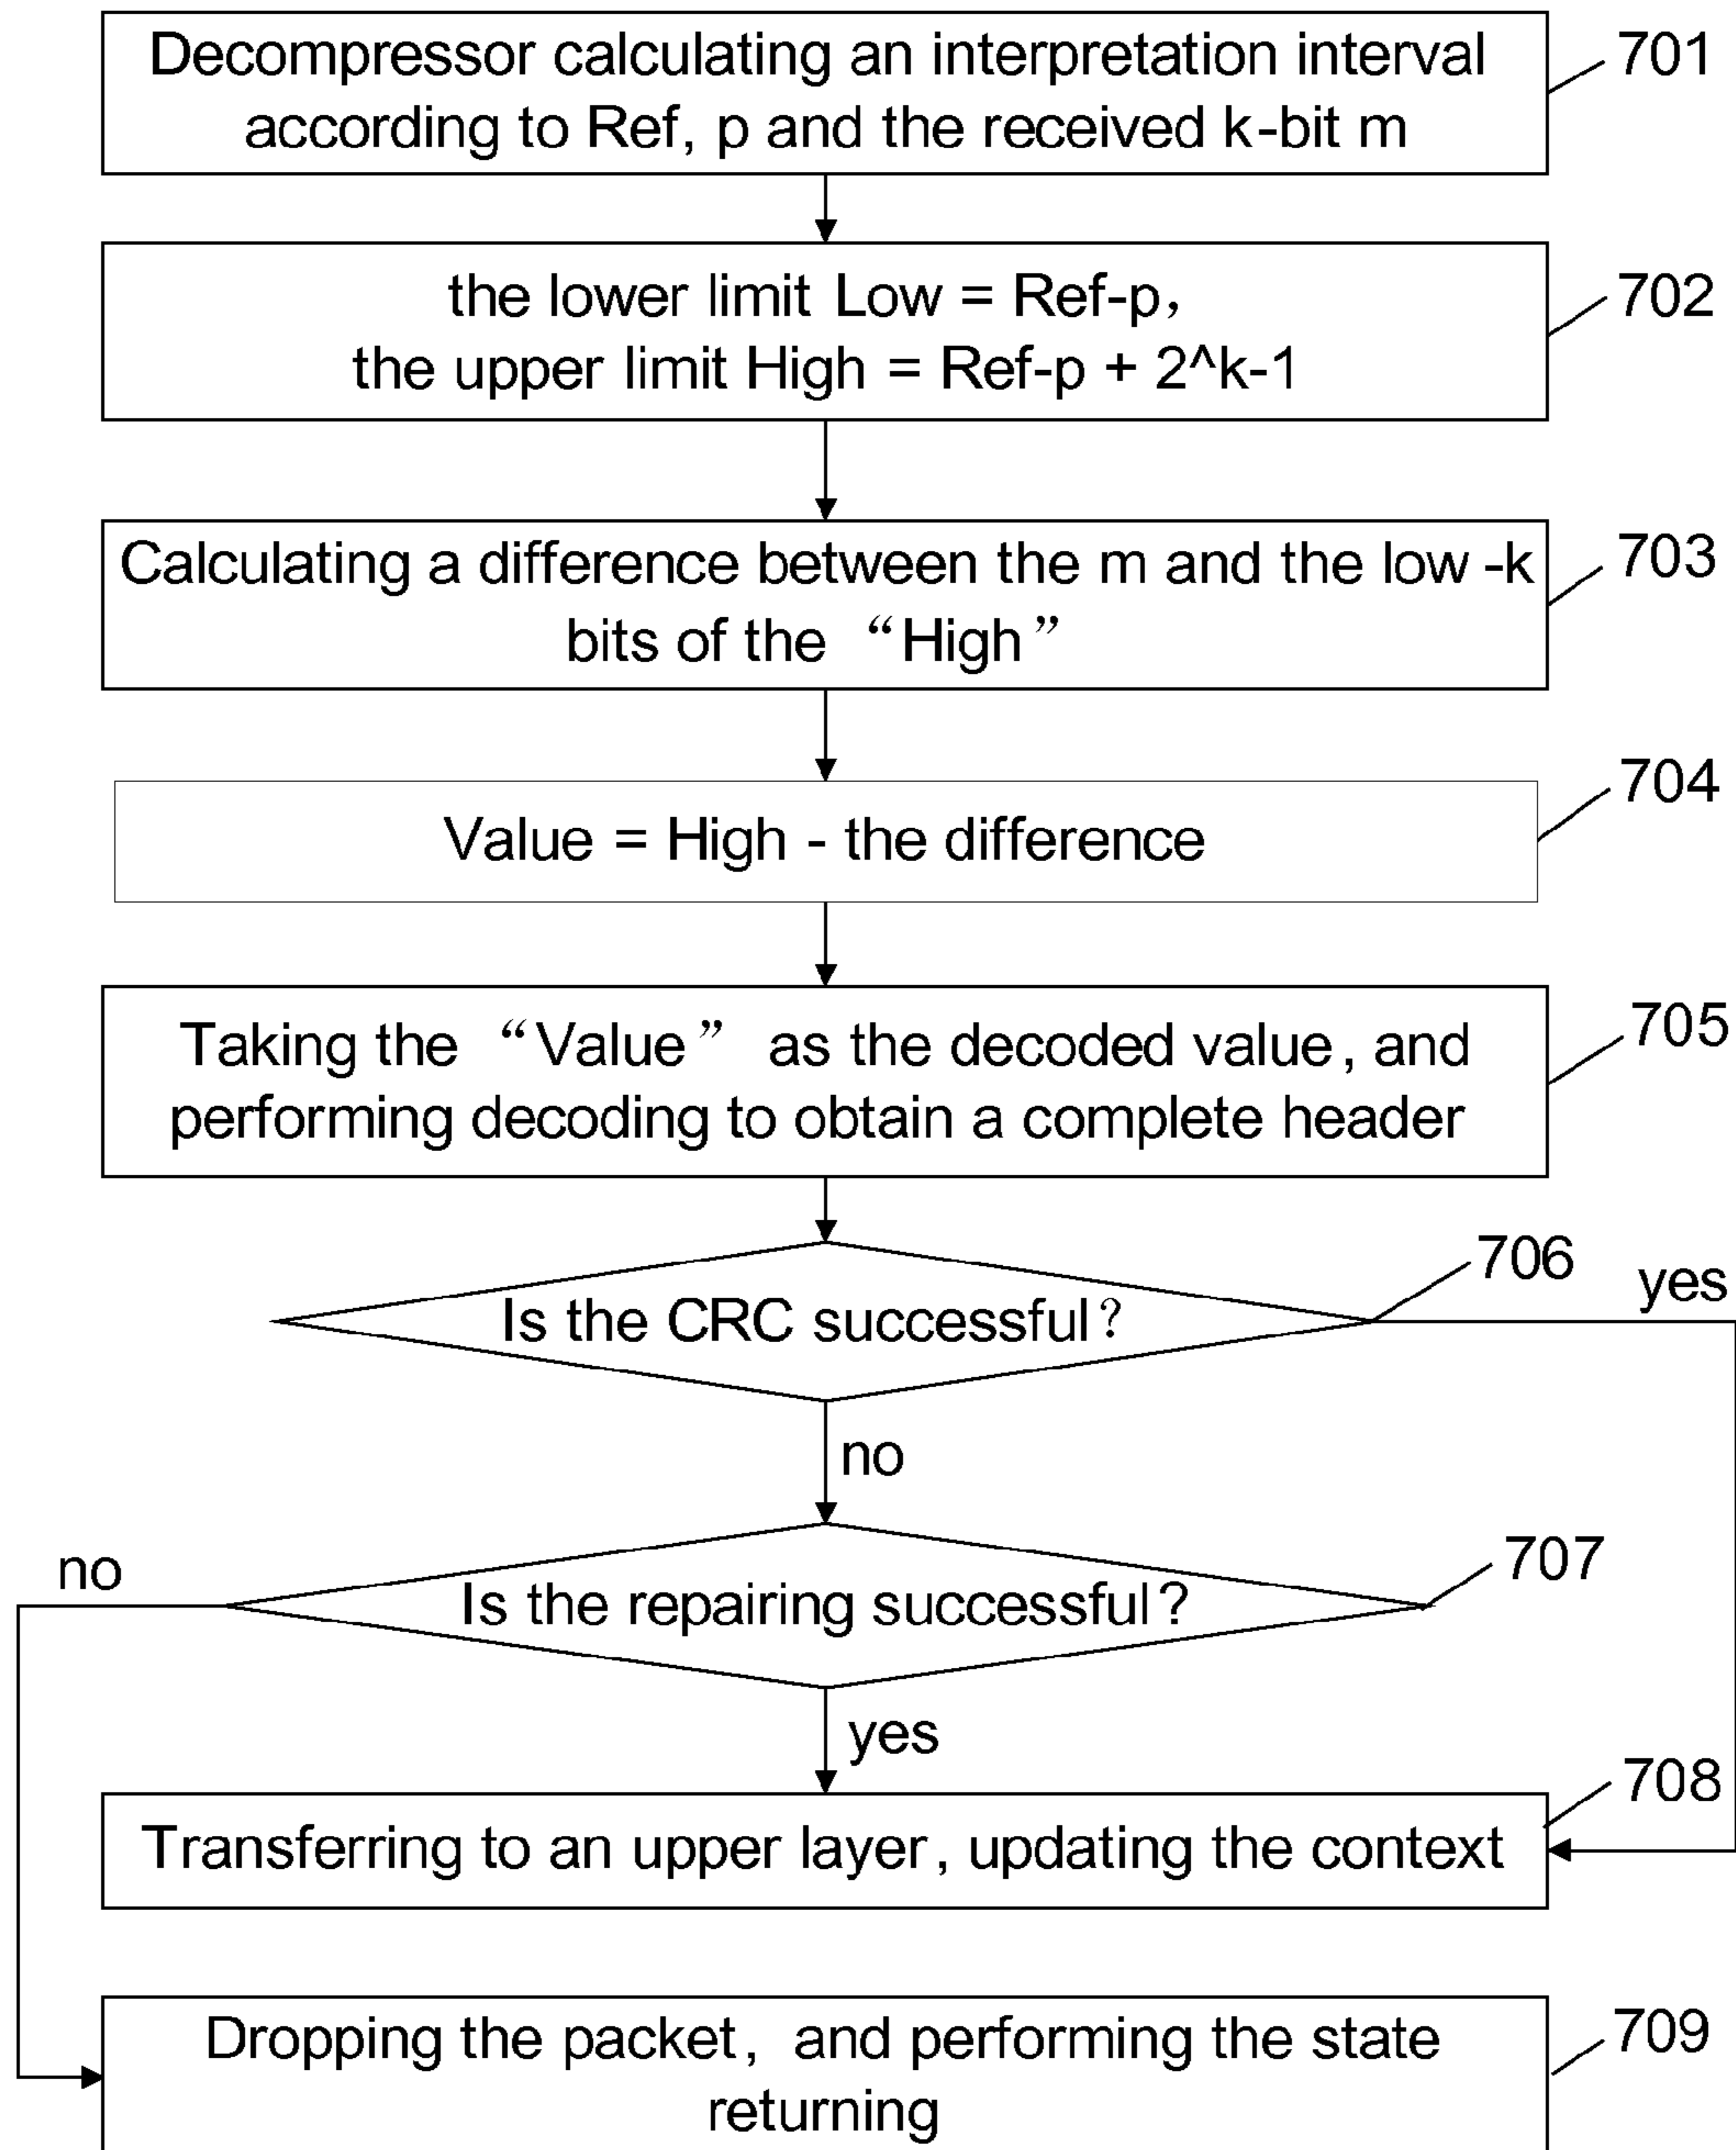 Decompressor calculating an interpretation interval
according to Ref, p and the received k-bit m
701
the lower limit Low = Ref-p,
the upper limit High = Ref-p + 2^k-1
702
Calculating a difference between the m and the low -k
bits of the “High”
703
Value = High - the difference
704
Taking the “Value” as the decoded value, and
performing decoding to obtain a complete header
705
Is the CRC successful?
706
yes
no
Is the repairing successful?
707
no
yes
Transferring to an upper layer, updating the context
708
Dropping the packet, and performing the state
returning
709